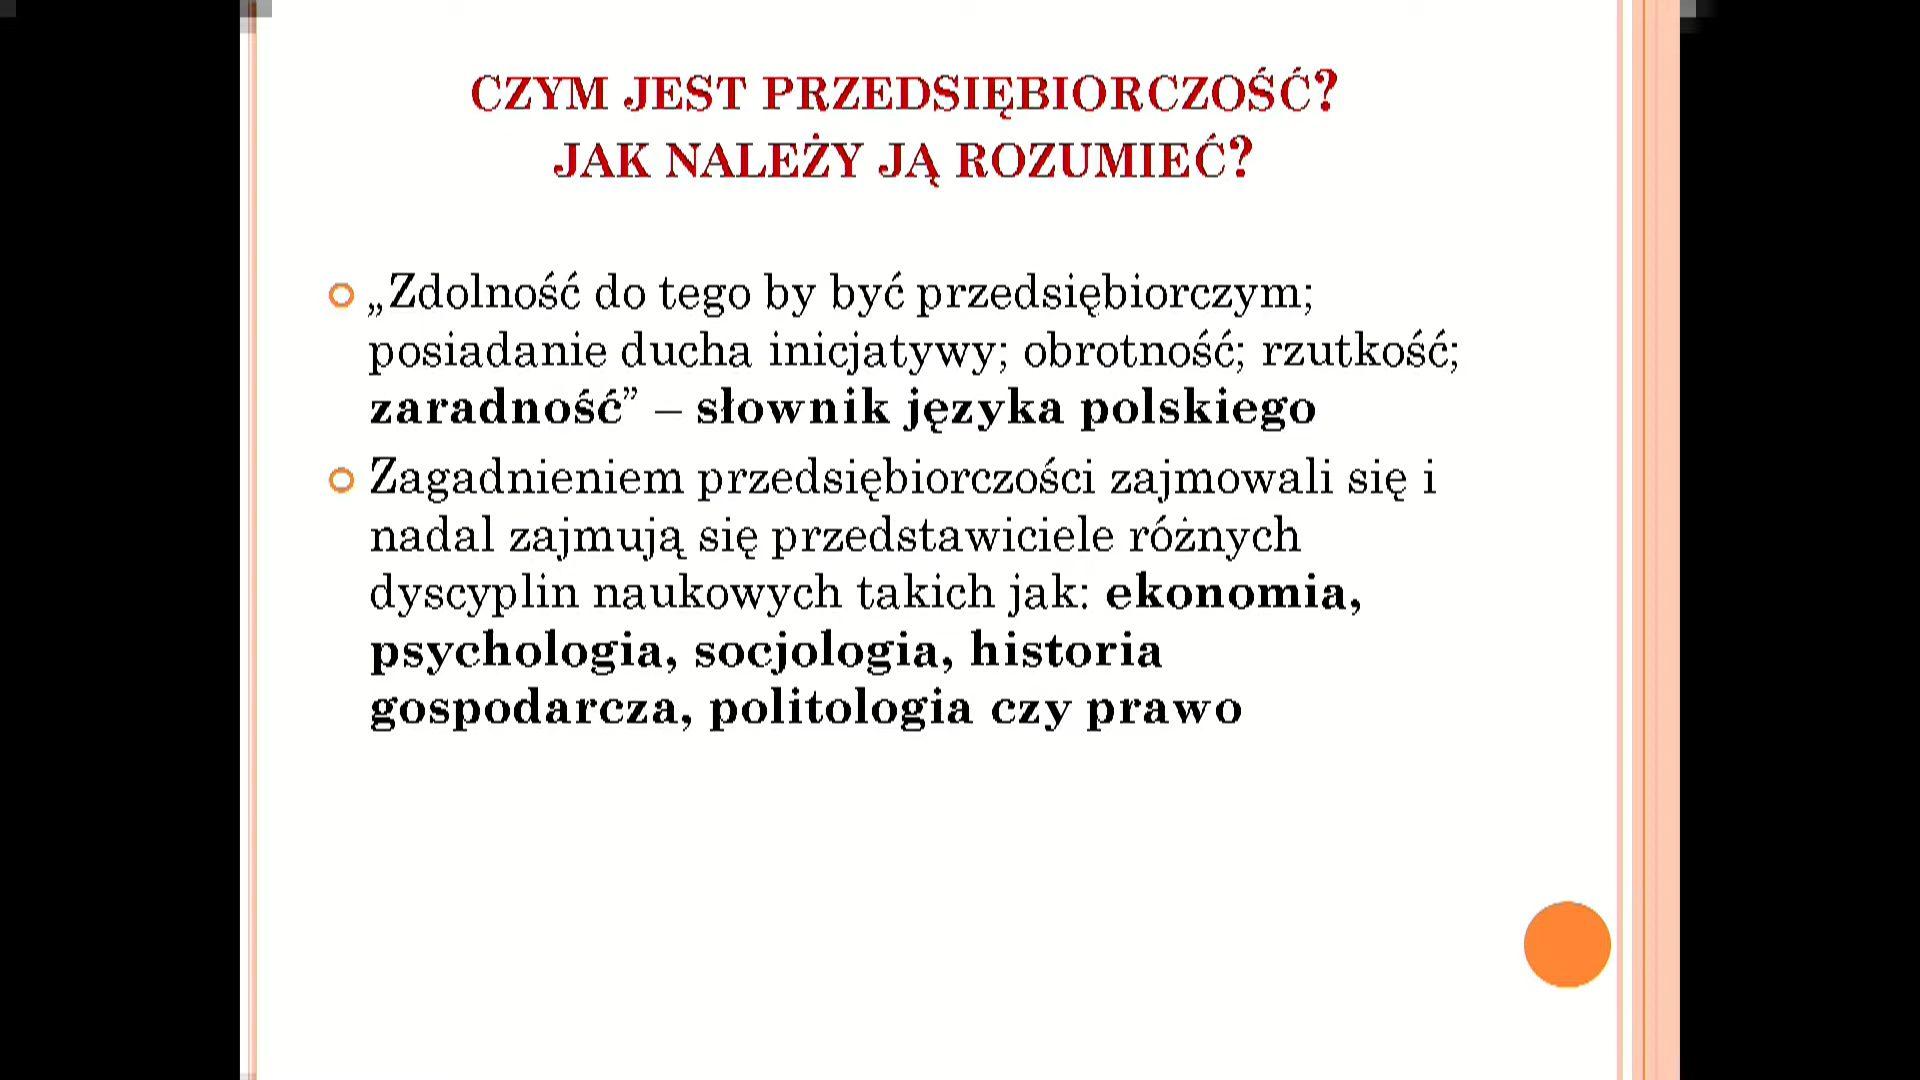 CZYM JEST PRZEDSIĘBIORCZOŚĆ?
JAK NALEŻY JĄ ROZUMIEĆ?
„Zdolność do tego by być przedsiębiorczym;
posiadanie ducha inicjatywy; obrotność; rzutkość;
zaradność” – słownik języka polskiego
Zagadnieniem przedsiębiorczości zajmowali się i
nadal zajmują się przedstawiciele różnych
dyscyplin naukowych takich jak: ekonomia,
psychologia, socjologia, historia
gospodarcza, politologia czy prawo